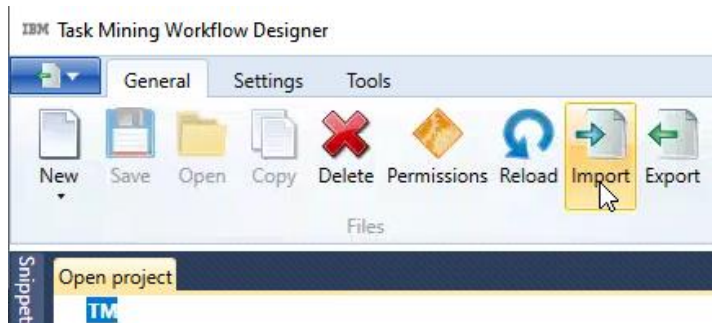 IBM Task Mining Workflow Designer
General Settings Tools
New Save Open Copy Delete Permissions Reload Import Export
Files
Snippet
Open project
TM